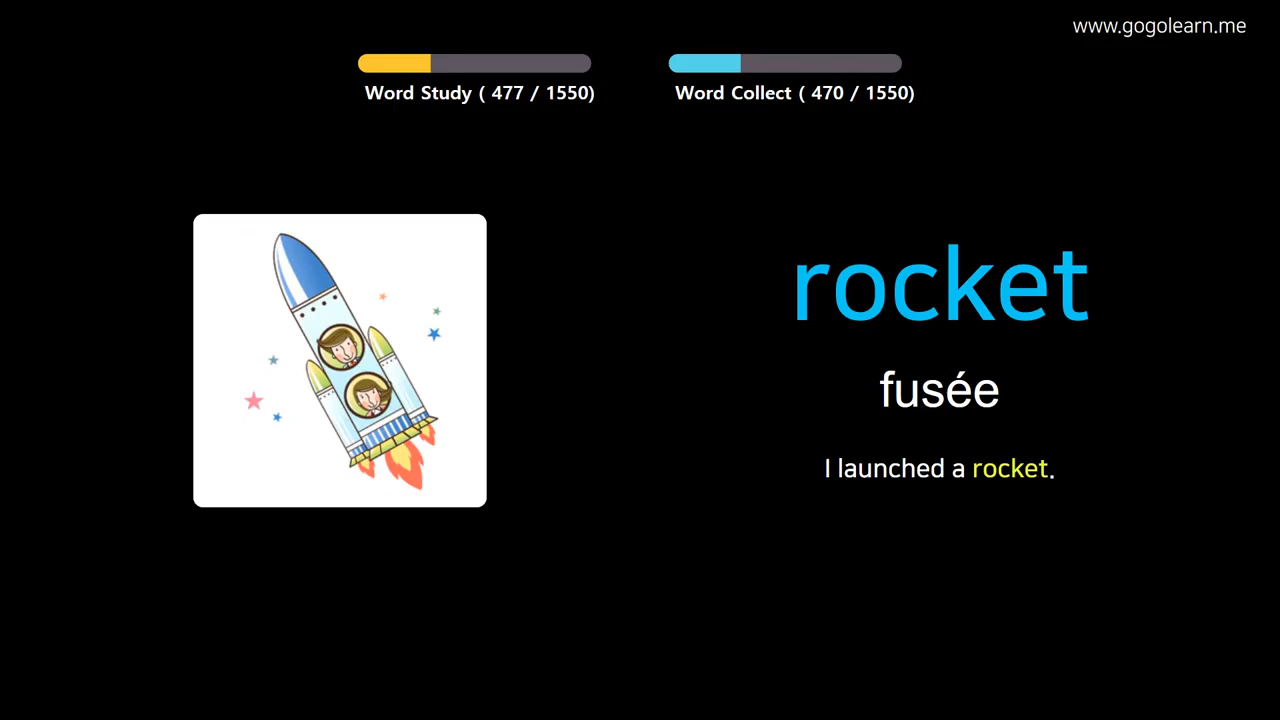 www.gogolearn.me
Word Study ( 477 / 1550)
Word Collect ( 470 / 1550)
rocket
fusée
I launched a rocket.